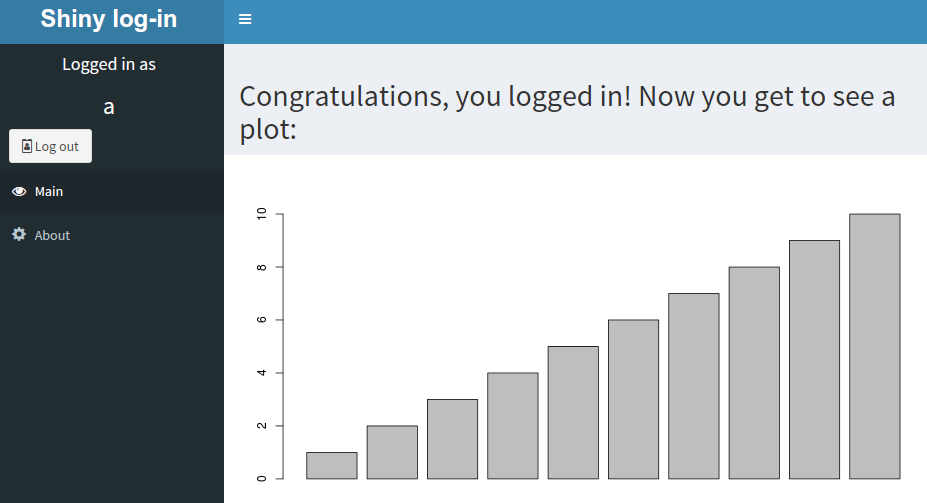 Shiny log-in
Logged in as
a
Log out
Main
About
Congratulations, you logged in! Now you get to see a
plot:
10
8
6
4
2
0